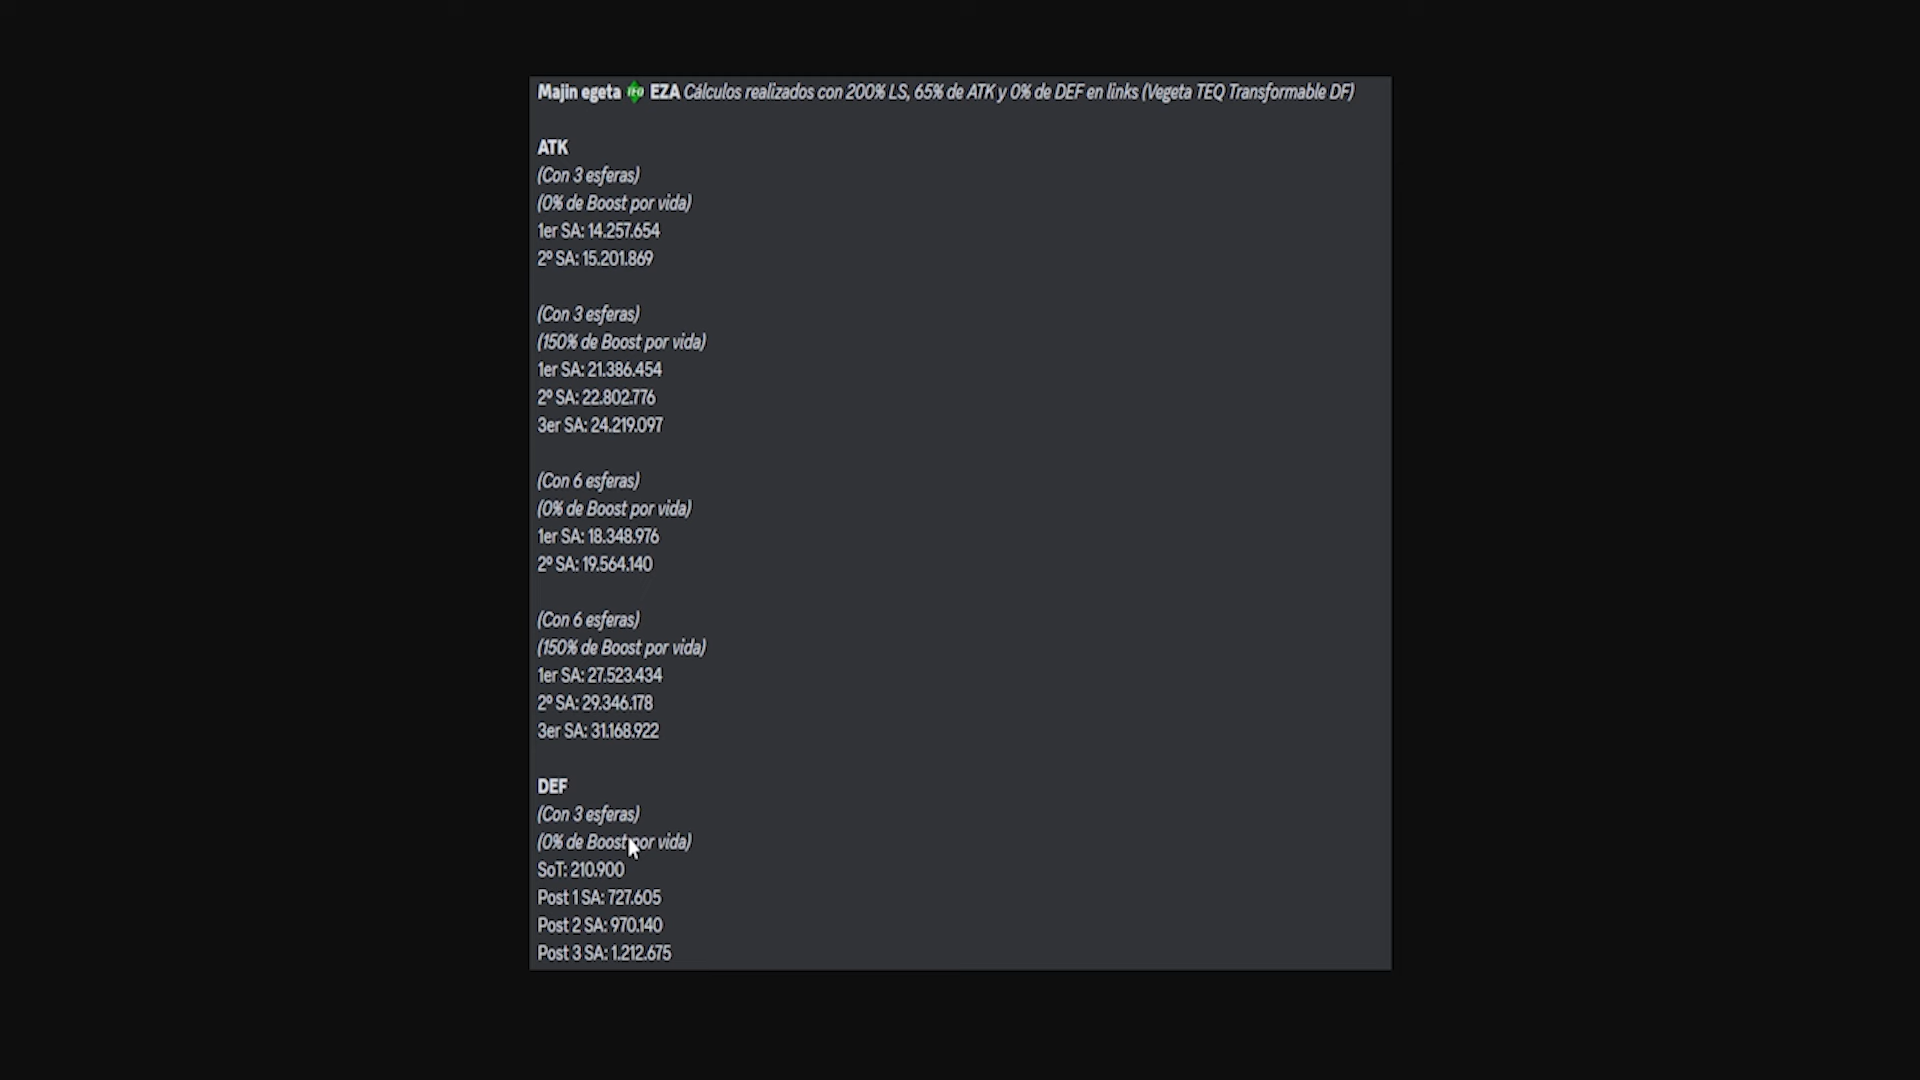 Majin egeta TEQ EZA Cálculos realizados con 200% LS, 65% de ATK y 0% de DEF en links (Vegeta TEQ Transformable DF)
ATK
(Con 3 esferas)
(0% de Boost por vida)
1er SA: 14.257.654
2º SA: 15.201.869
(Con 3 esferas)
(150% de Boost por vida)
1er SA: 21.386.454
2º SA: 22.802.776
3er SA: 24.219.097
(Con 6 esferas)
(0% de Boost por vida)
1er SA: 18.348.976
2º SA: 19.564.140
(Con 6 esferas)
(150% de Boost por vida)
1er SA: 27.523.434
2º SA: 29.346.178
3er SA: 31.168.922
DEF
(Con 3 esferas)
(0% de Boost por vida)
SoT: 210.900
Post 1 SA: 727.605
Post 2 SA: 970.140
Post 3 SA: 1.212.675